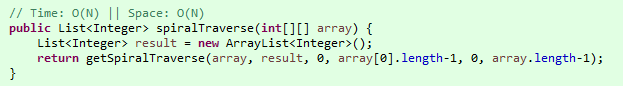 // Time: O(N) || Space: O(N)
public List<Integer> spiralTraverse(int[][] array) {
    List<Integer> result = new ArrayList<Integer>();
    return getSpiralTraverse(array, result, 0, array[0].length-1, 0, array.length-1);
}